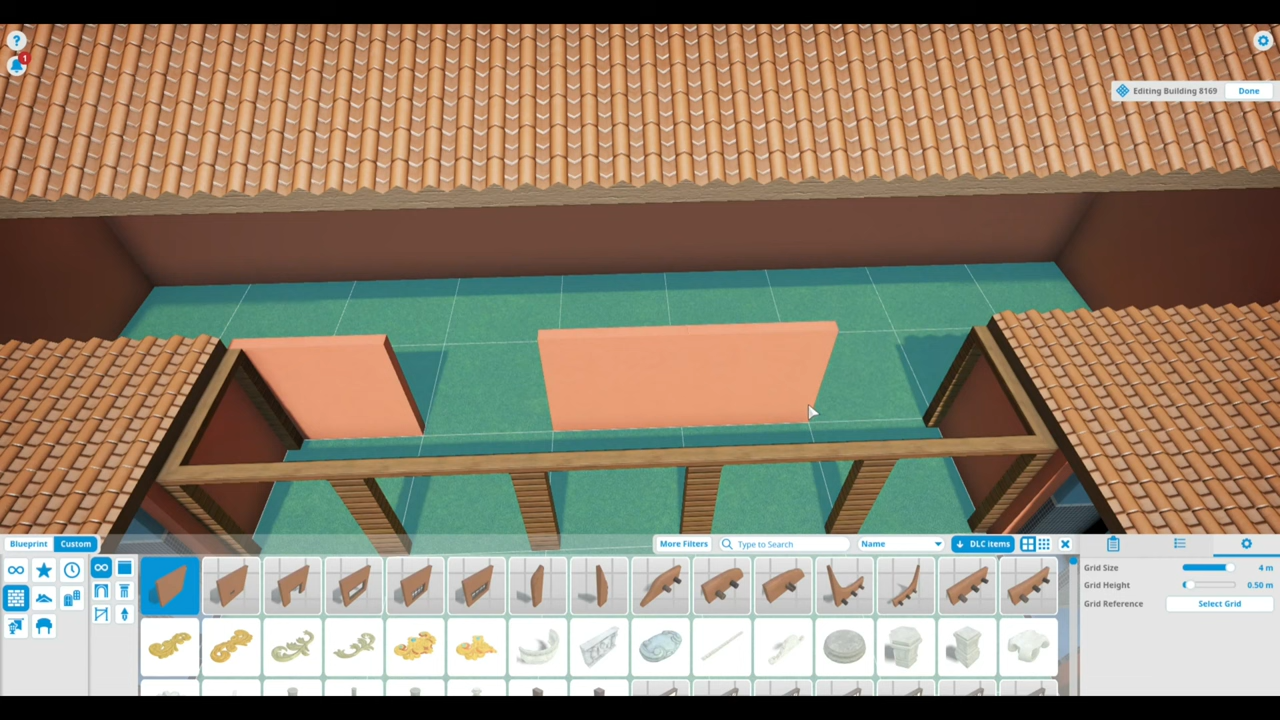 ?
1
Editing Building 8169
Done
Blueprint
Custom
More Filters
Type to Search
Name
DLC items
Grid Size
4 m
Grid Height
0.50 m
Grid Reference
Select Grid